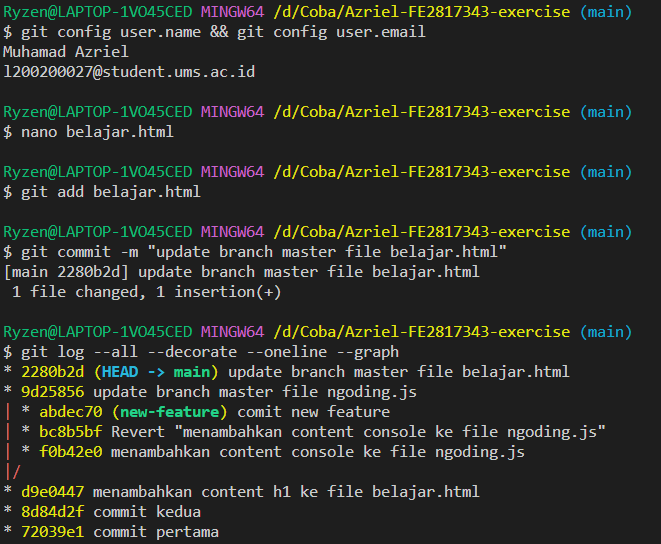 Ryzen@LAPTOP-1VO45CED MINGW64 /d/Coba/Azriel-FE2817343-exercise (main)
$ git config user.name && git config user.email
Muhamad Azriel
l200200027@student.ums.ac.id
Ryzen@LAPTOP-1VO45CED MINGW64 /d/Coba/Azriel-FE2817343-exercise (main)
$ nano belajar.html
Ryzen@LAPTOP-1VO45CED MINGW64 /d/Coba/Azriel-FE2817343-exercise (main)
$ git add belajar.html
Ryzen@LAPTOP-1VO45CED MINGW64 /d/Coba/Azriel-FE2817343-exercise (main)
$ git commit -m "update branch master file belajar.html"
[main 2280b2d] update branch master file belajar.html
 1 file changed, 1 insertion(+)
Ryzen@LAPTOP-1VO45CED MINGW64 /d/Coba/Azriel-FE2817343-exercise (main)
$ git log --all --decorate --oneline --graph
* 2280b2d (HEAD -> main) update branch master file belajar.html
* 9d25856 update branch master file ngoding.js
| * abdec70 (new-feature) comit new feature
| * bc8b5bf Revert "menambahkan content console ke file ngoding.js"
| * f0b42e0 menambahkan content console ke file ngoding.js
|/
* d9e0447 menambahkan content h1 ke file belajar.html
* 8d84d2f commit kedua
* 72039e1 commit pertama